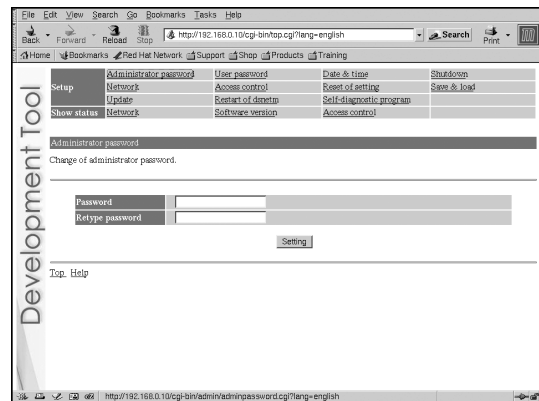 File Edit View Search Go Bookmarks Tasks Help
Back Forward Reload Stop http://192.168.0.10/cgi-bin/top.cgi?lang=english Search Print
Home Bookmarks Red Hat Network Support Shop Products Training
Development Tool
Setup Administrator password User password Date & time Shutdown
Network Access control Reset of setting Save & load
Update Restart of dsnetm Self-diagnostic program
Show status Network Software version Access control
Administrator password
Change of administrator password.
Password
Retype password
Setting
Top Help
http://192.168.0.10/cgi-bin/admin/adminpassword.cgi?lang=english